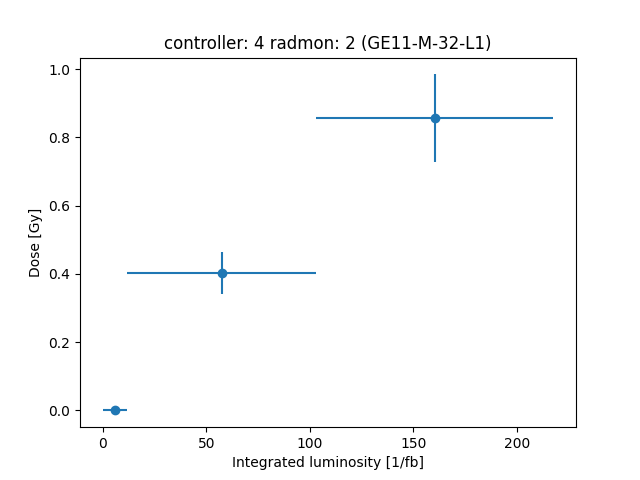 controller: 4 radmon: 2 (GE11-M-32-L1)
1.0
0.8
0.6
0.4
0.2
0.0
Dose [Gy]
0 50 100 150 200
Integrated luminosity [1/fb]